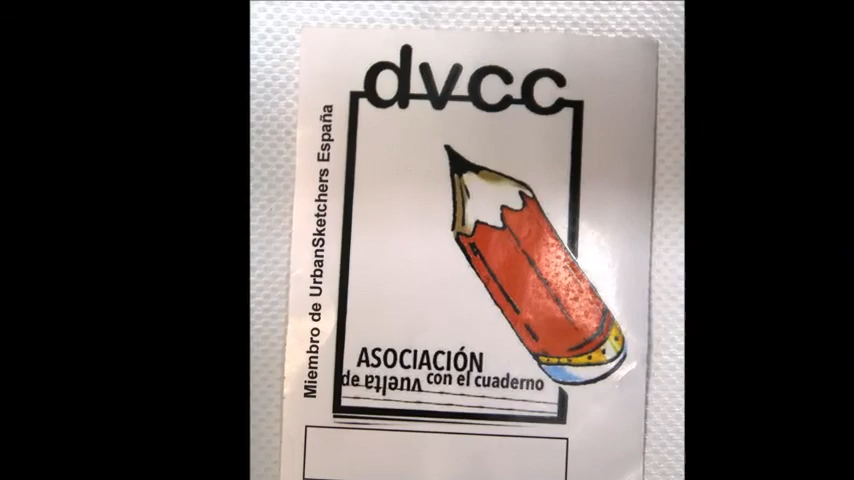 dvcc
Miembro de UrbanSketchers España
ASOCIACIÓN
de vuelta con el cuaderno